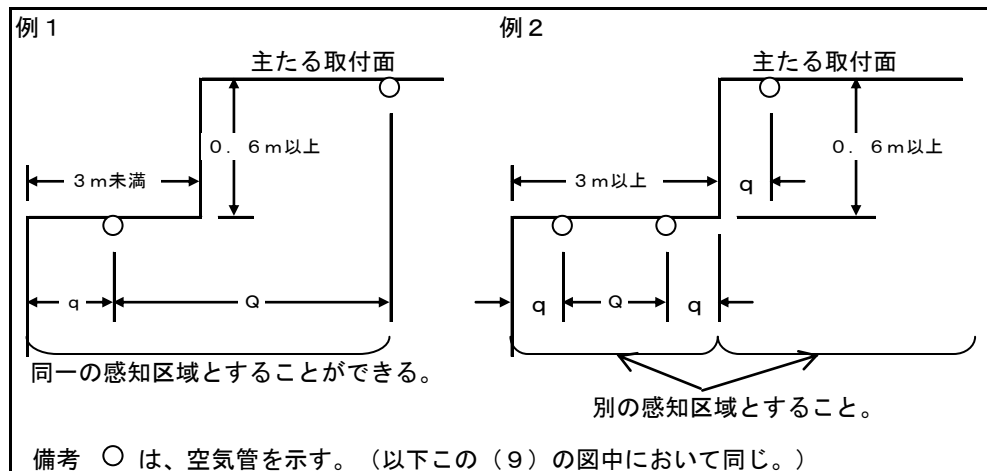 例１
主たる取付面
０．６m以上
３m未満
q
Q
同一の感知区域とすることができる。
例２
主たる取付面
０．６m以上
３m以上
q
q
Q
q
別の感知区域とすること。
備考 ○ は、空気管を示す。（以下この（９）の図中において同じ。）